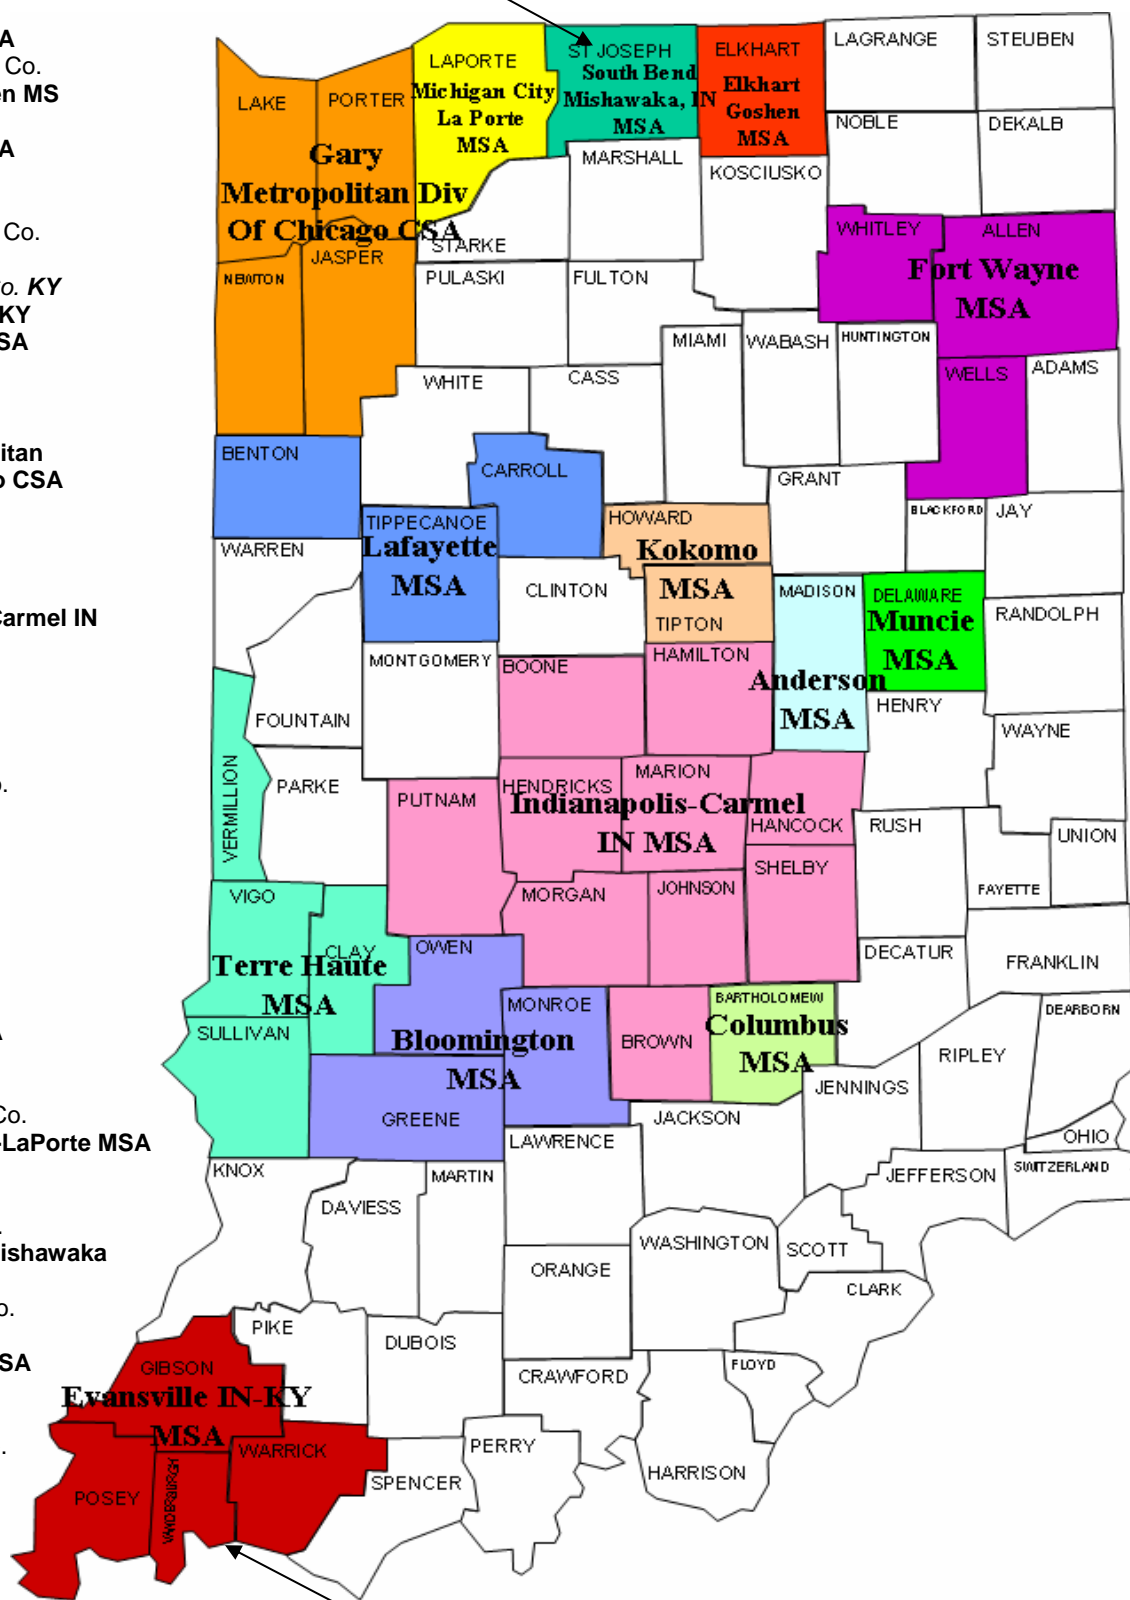 A
Co.
en MS
A
Co.
o. KY
KY
SA
itan
o CSA
Carmel IN
o.
A
Co.
-LaPorte MSA
.
ishawaka
o.
SA
.
LAPORTE
Michigan City
La Porte
MSA
ST JOSEPH
South Bend
Mishawaka, IN
MSA
ELKHART
Elkhart
Goshen
MSA
LAGRANGE
STEUBEN
LAKE
PORTER
Gary
Metropolitan Div
Of Chicago CSA
NOBLE
DEKALB
MARSHALL
KOSCIUSKO
STARKE
WHITLEY
ALLEN
Fort Wayne
MSA
NEWTON
JASPER
PULASKI
FULTON
MIAMI
WABASH
HUNTINGTON
WELLS
ADAMS
WHITE
CASS
BENTON
CARROLL
GRANT
BLACKFORD
JAY
TIPPECANOE
Lafayette
MSA
HOWARD
Kokomo
MSA
TIPTON
WARREN
CLINTON
MADISON
Anderson
MSA
DELAWARE
Muncie
MSA
RANDOLPH
MONTGOMERY
BOONE
HAMILTON
FOUNTAIN
HENRY
WAYNE
VERMILLION
PARKE
PUTNAM
HENDRICKS
MARION
Indianapolis-Carmel
IN MSA
HANCOCK
RUSH
UNION
SHELBY
FAYETTE
VIGO
MORGAN
JOHNSON
CLAY
Terre Haute
MSA
OWEN
DECATUR
FRANKLIN
SULLIVAN
MONROE
Bloomington
MSA
BROWN
BARTHOLOMEW
Columbus
MSA
DEARBORN
RIPLEY
JENNINGS
GREENE
JACKSON
LAWRENCE
OHIO
KNOX
MARTIN
JEFFERSON
SWITZERLAND
DAVIESS
WASHINGTON
SCOTT
ORANGE
CLARK
PIKE
DUBOIS
GIBSON
CRAWFORD
FLOYD
Evansville IN-KY
MSA
WARRICK
PERRY
SPENCER
HARRISON
POSEY
VANDERBURGH